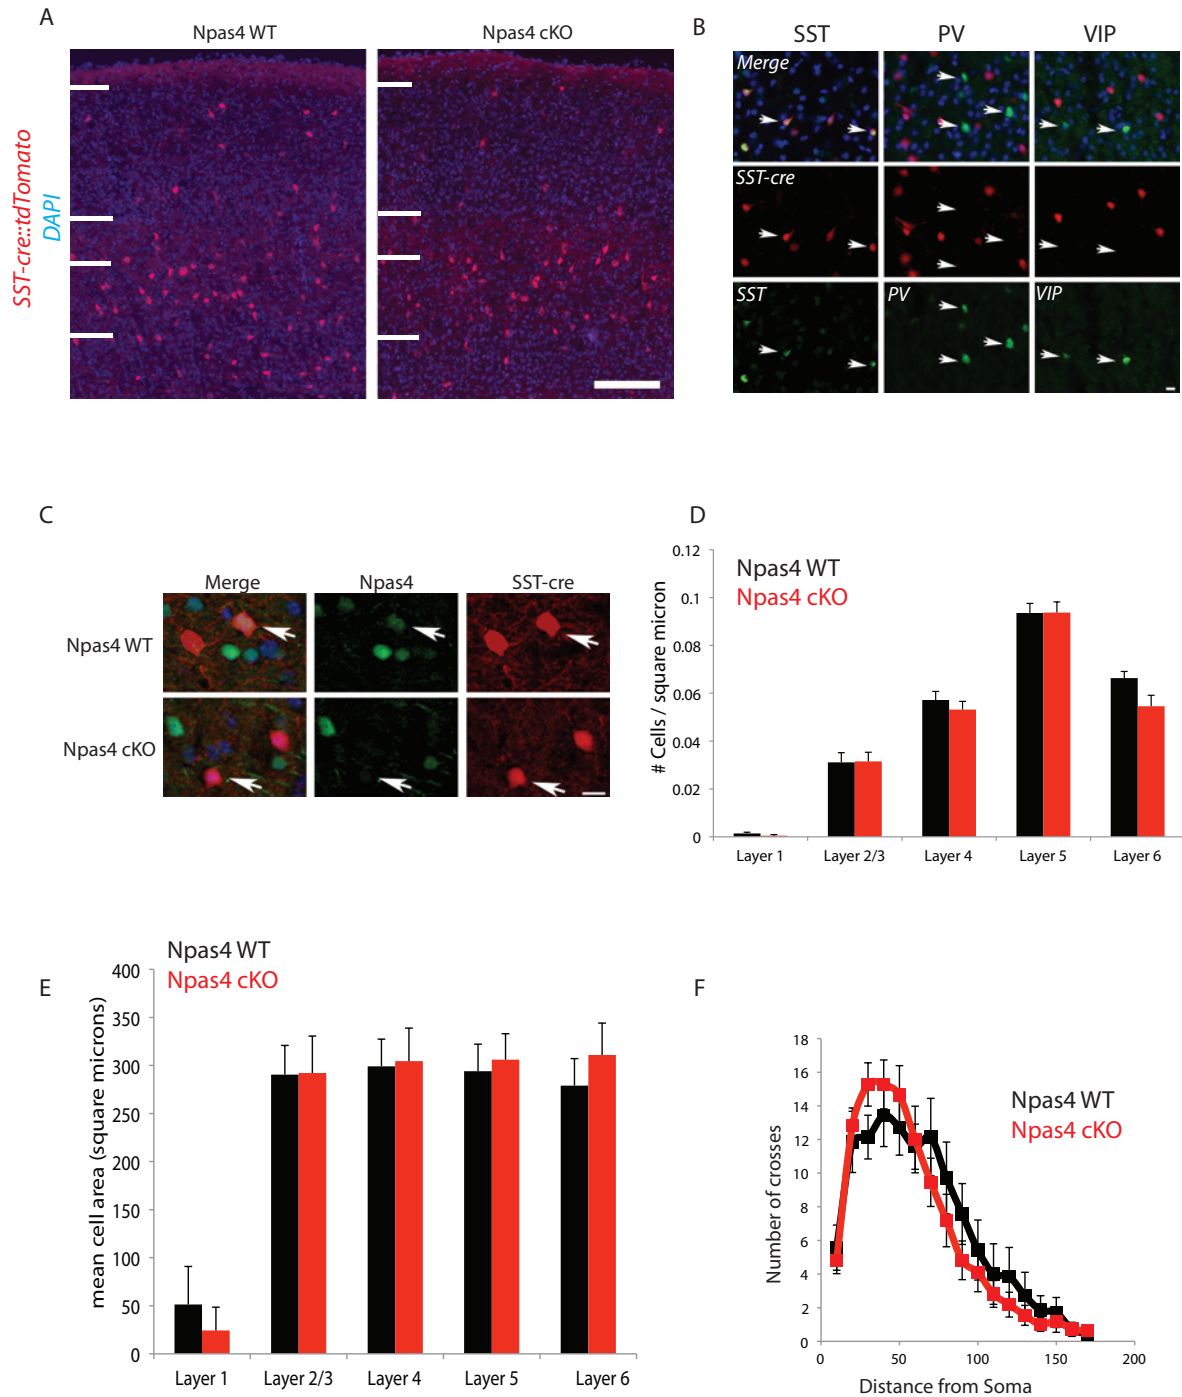 A
Npas4 WT
Npas4 cKO
SST-cre::tdTomato
DAPI
B
SST
PV
VIP
Merge
SST-cre
SST
PV
VIP
C
Merge
Npas4
SST-cre
Npas4 WT
Npas4 cKO
D
Npas4 WT
Npas4 cKO
# Cells / square micron
0.12
0.1
0.08
0.06
0.04
0.02
0
Layer 1
Layer 2/3
Layer 4
Layer 5
Layer 6
E
Npas4 WT
Npas4 cKO
mean cell area (square microns)
400
350
300
250
200
150
100
50
0
Layer 1
Layer 2/3
Layer 4
Layer 5
Layer 6
F
Npas4 WT
Npas4 cKO
Number of crosses
18
16
14
12
10
8
6
4
2
0
0
50
100
150
200
Distance from Soma